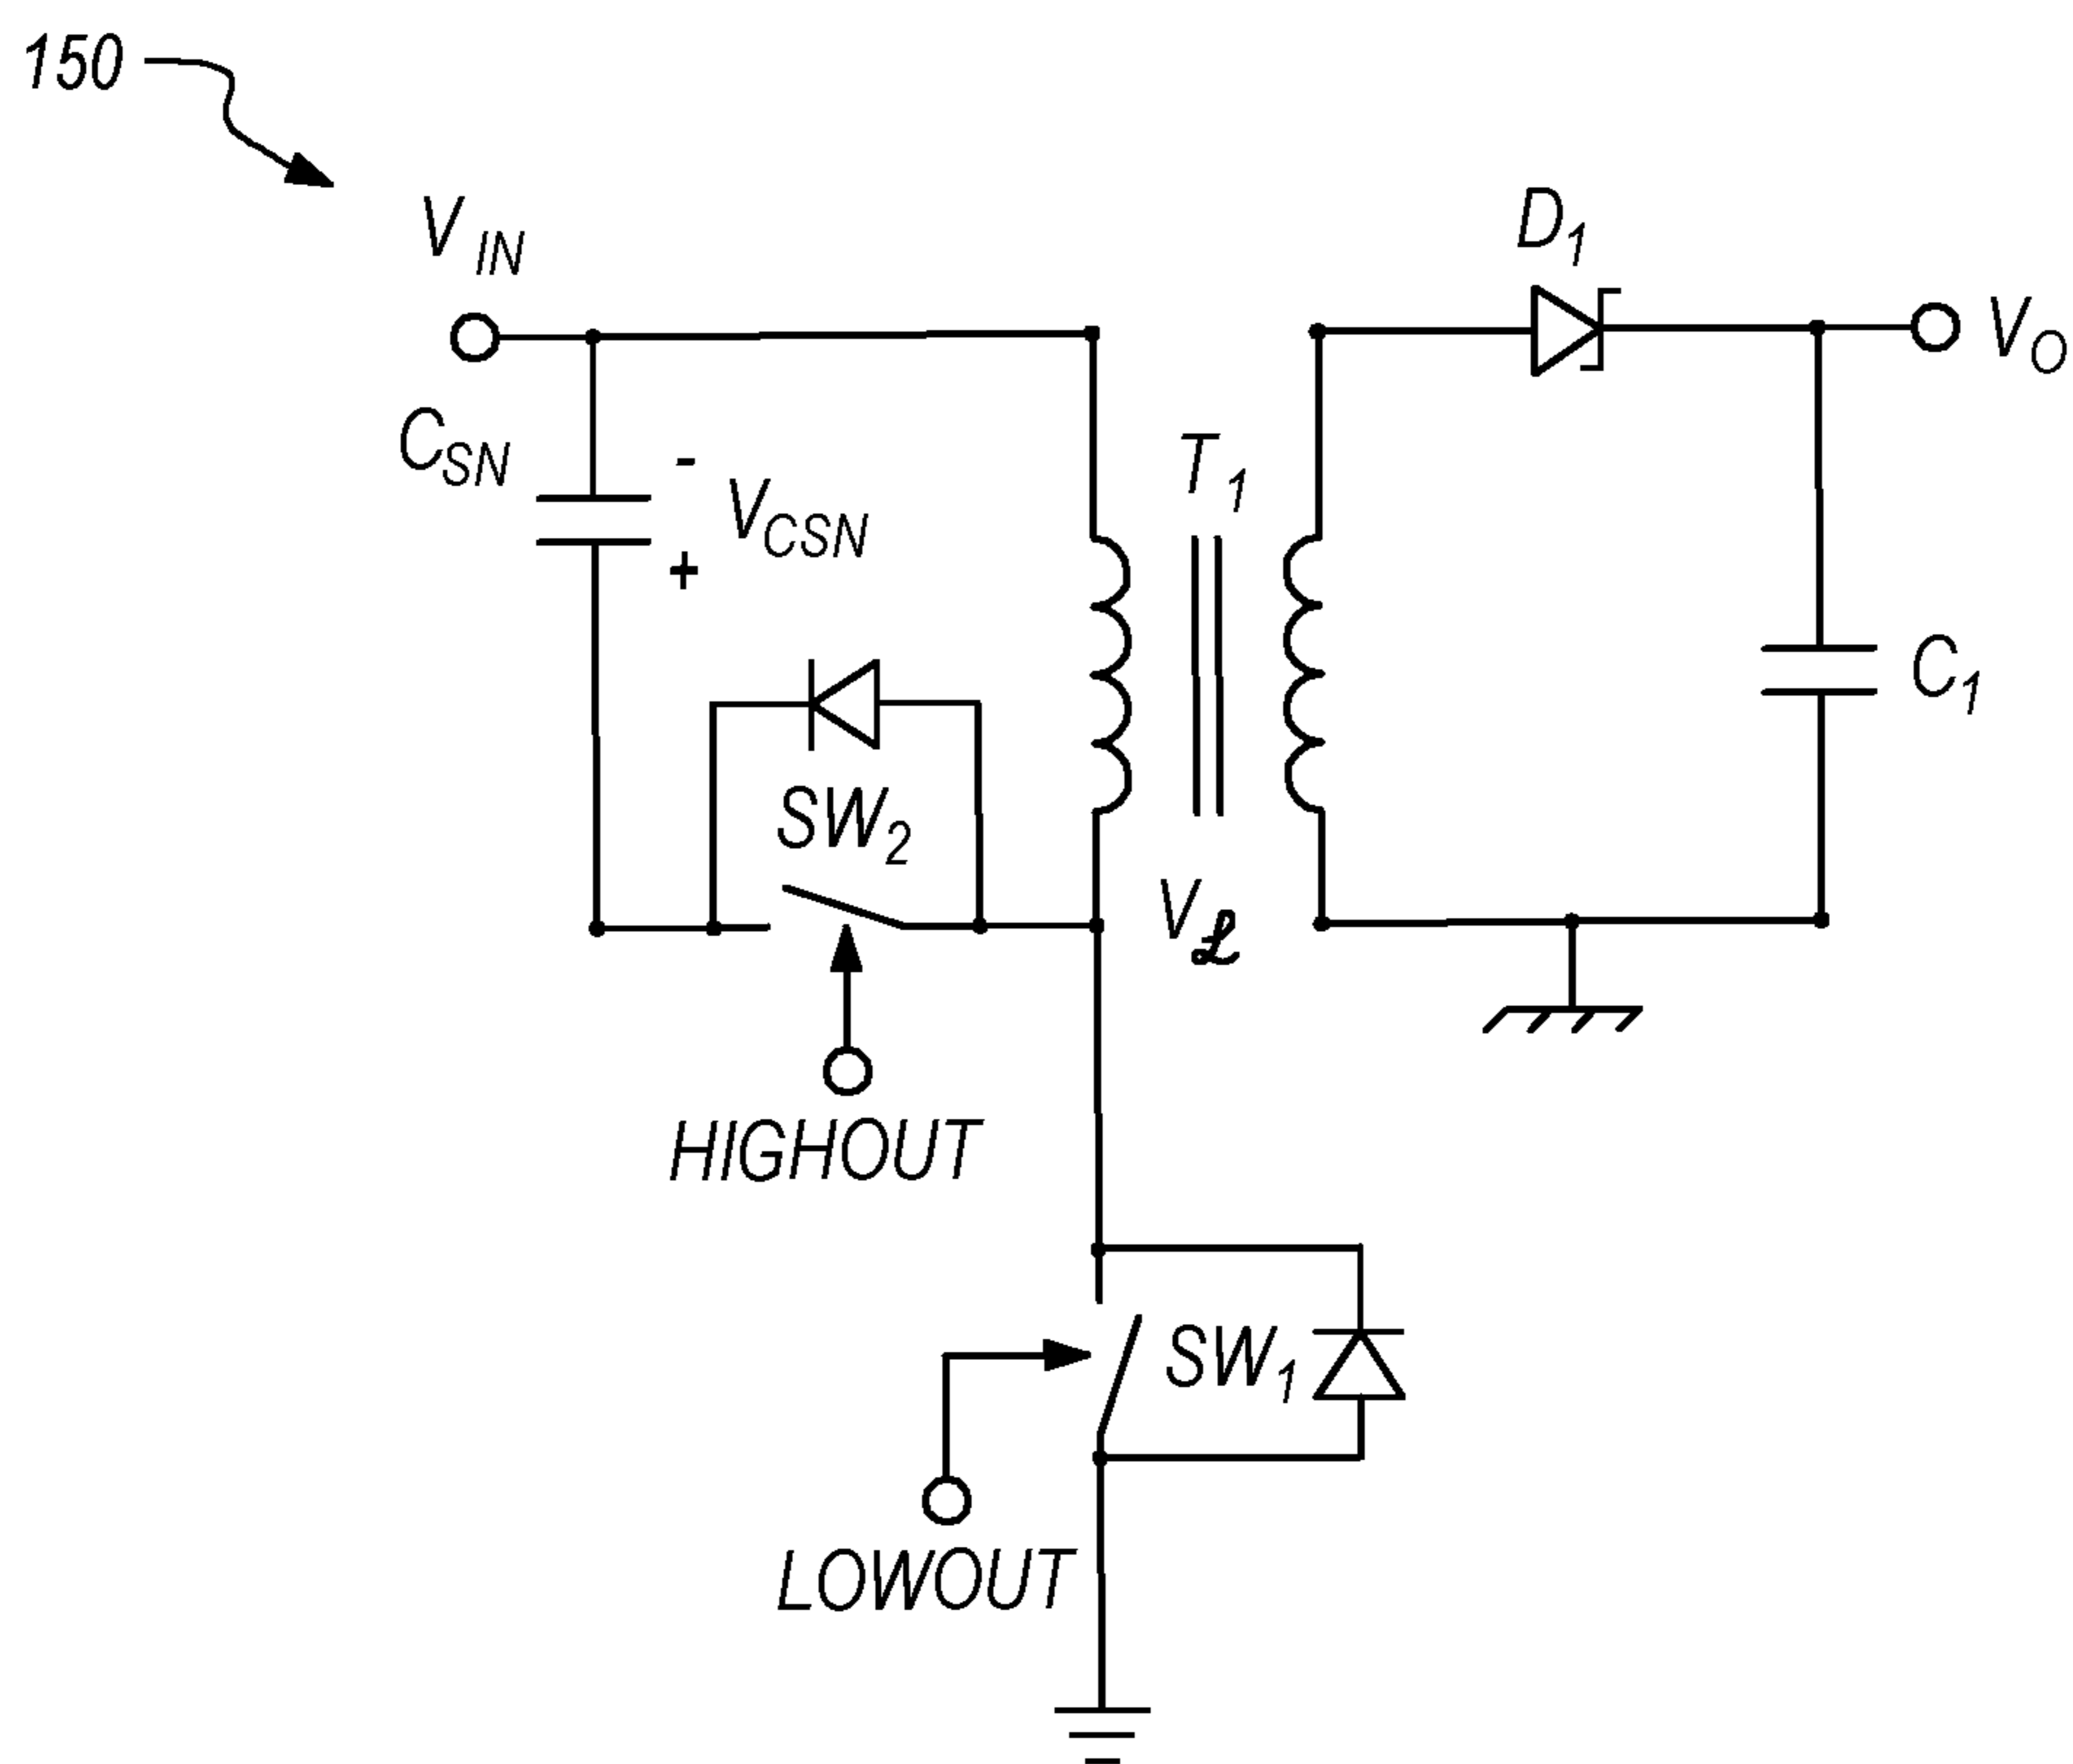 150
V IN
D1
VO
CSN
- VCSN
+
T1
C1
SW2
Vℒ
HIGHOUT
SW1
LOWOUT